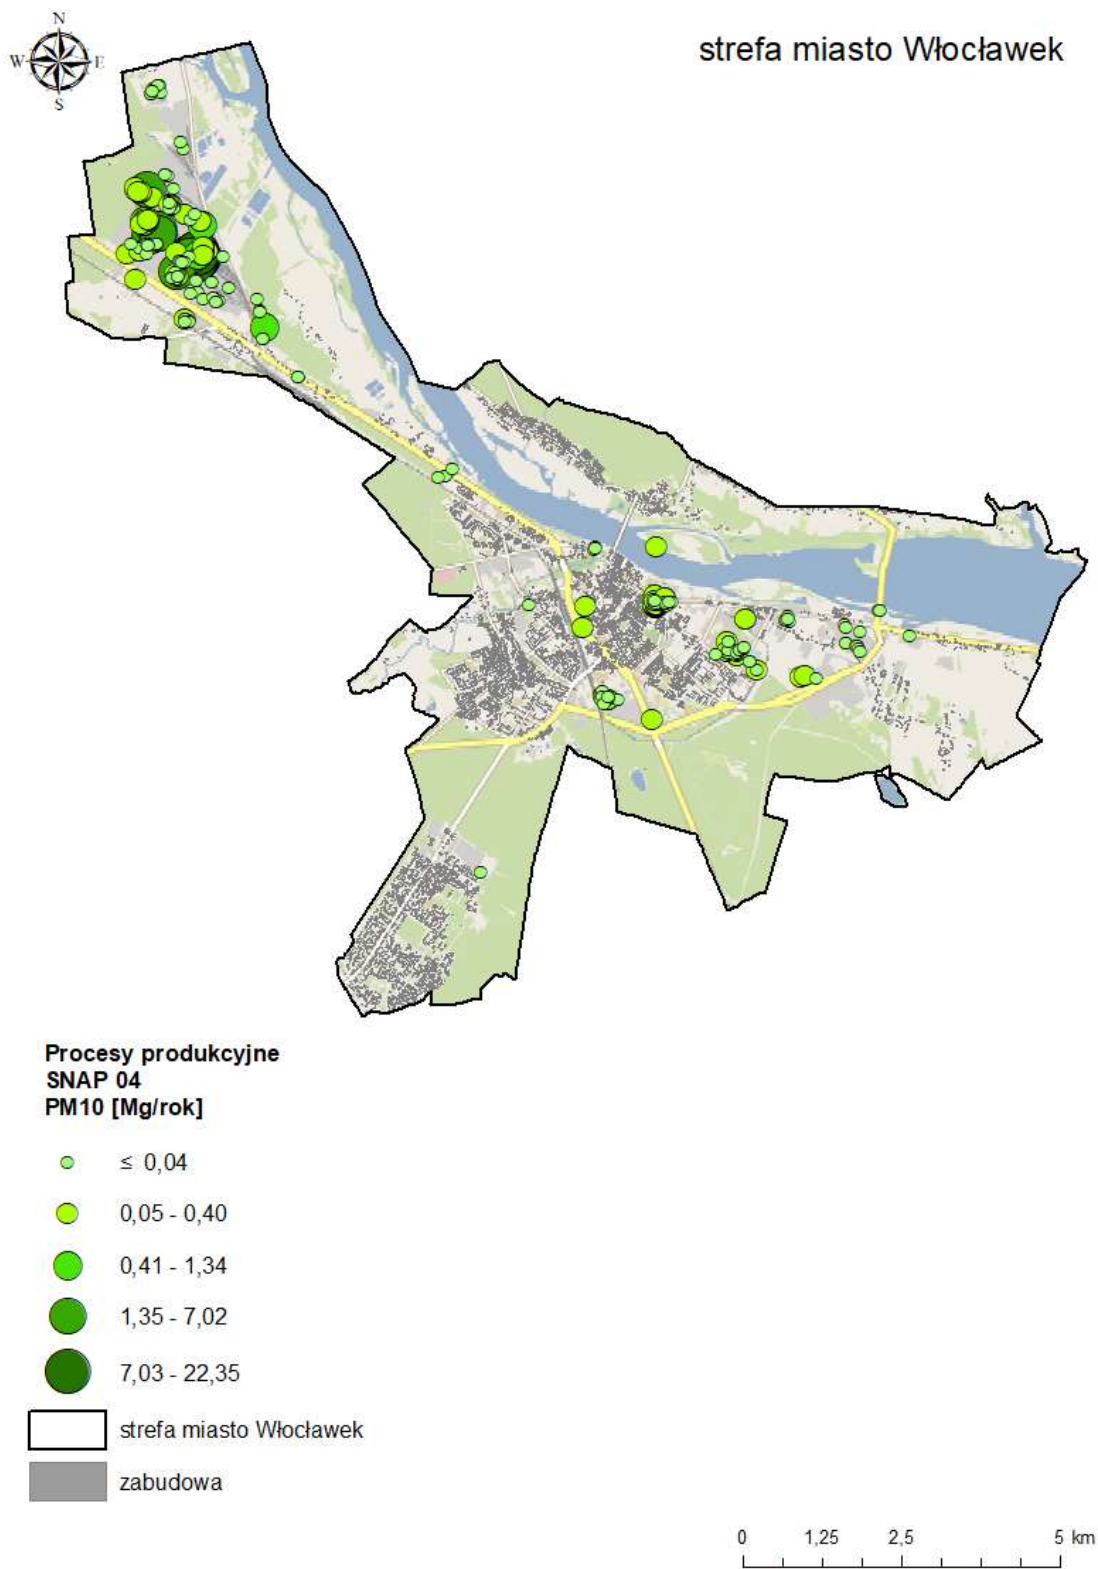 N
W E
S
strefa miasto Włocławek
Procesy produkcyjne
SNAP 04
PM10 [Mg/rok]
≤ 0,04
0,05 - 0,40
0,41 - 1,34
1,35 - 7,02
7,03 - 22,35
strefa miasto Włocławek
zabudowa
0 1,25 2,5 5 km